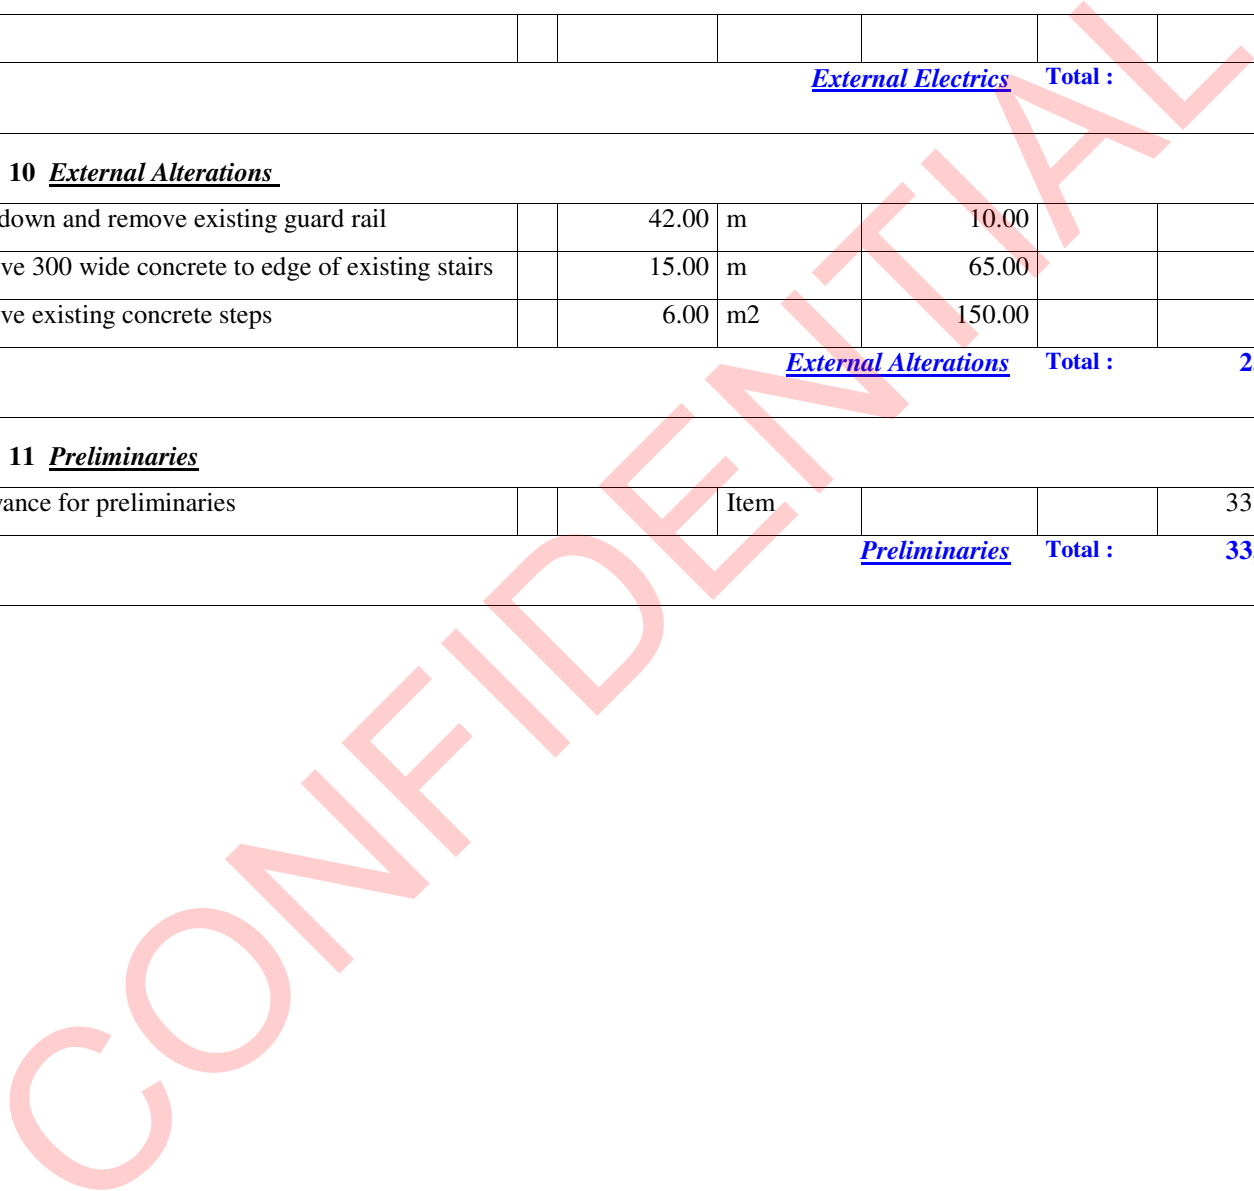 External Electrics Total :
10 External Alterations
down and remove existing guard rail 42.00 m 10.00
ve 300 wide concrete to edge of existing stairs 15.00 m 65.00
ve existing concrete steps 6.00 m2 150.00
External Alterations Total : 2
11 Preliminaries
ance for preliminaries Item 33
Preliminaries Total : 33
CONFIDENTIAL